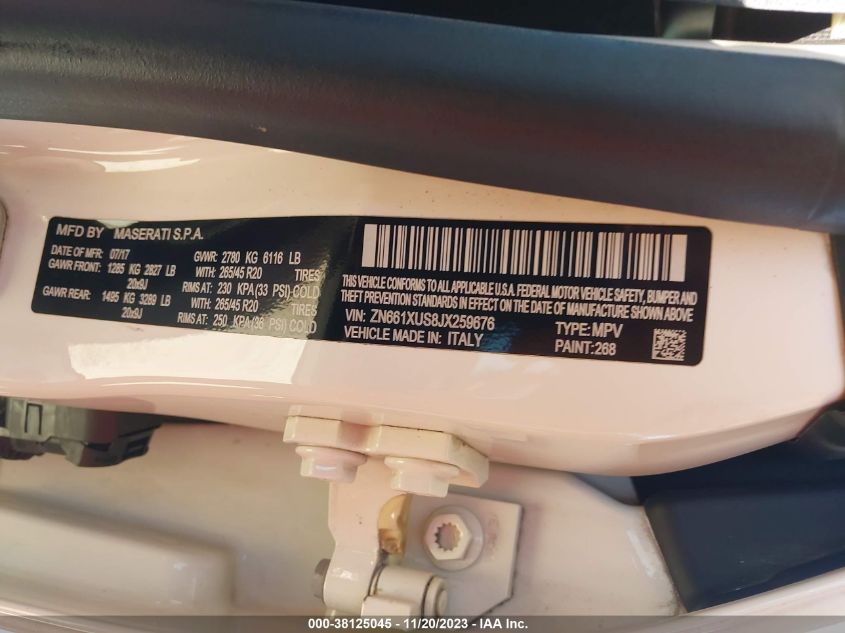 MFD BY MASERATI S.P.A.
DATE OF MFR 07/17 GVWR: 2780 KG 6116 LB
GAWR FRONT: 1285 KG 2827 LB WITH: 265/45 R20 TIRES
20x9J RIMS AT: 230 KPA (33 PSI)-COLD
GAWR REAR: 1495 KG 3289 LB WITH: 265/45 R20 TIRES
20x9J RIMS AT: 250 KPA (36 PSI) COLD
THIS VEHICLE CONFORMS TO ALL APPLICABLE U.S.A. FEDERAL MOTOR VEHICLE SAFETY, BUMPER AND
THEFT PREVENTION STANDARDS IN EFFECT ON THE DATE OF MANUFACTURE SHOWN ABOVE
VIN: ZN661XUS8JX259676 TYPE: MPV
VEHICLE MADE IN: ITALY PAINT: 268
000-38125045 - 11/20/2023 - IAA Inc.